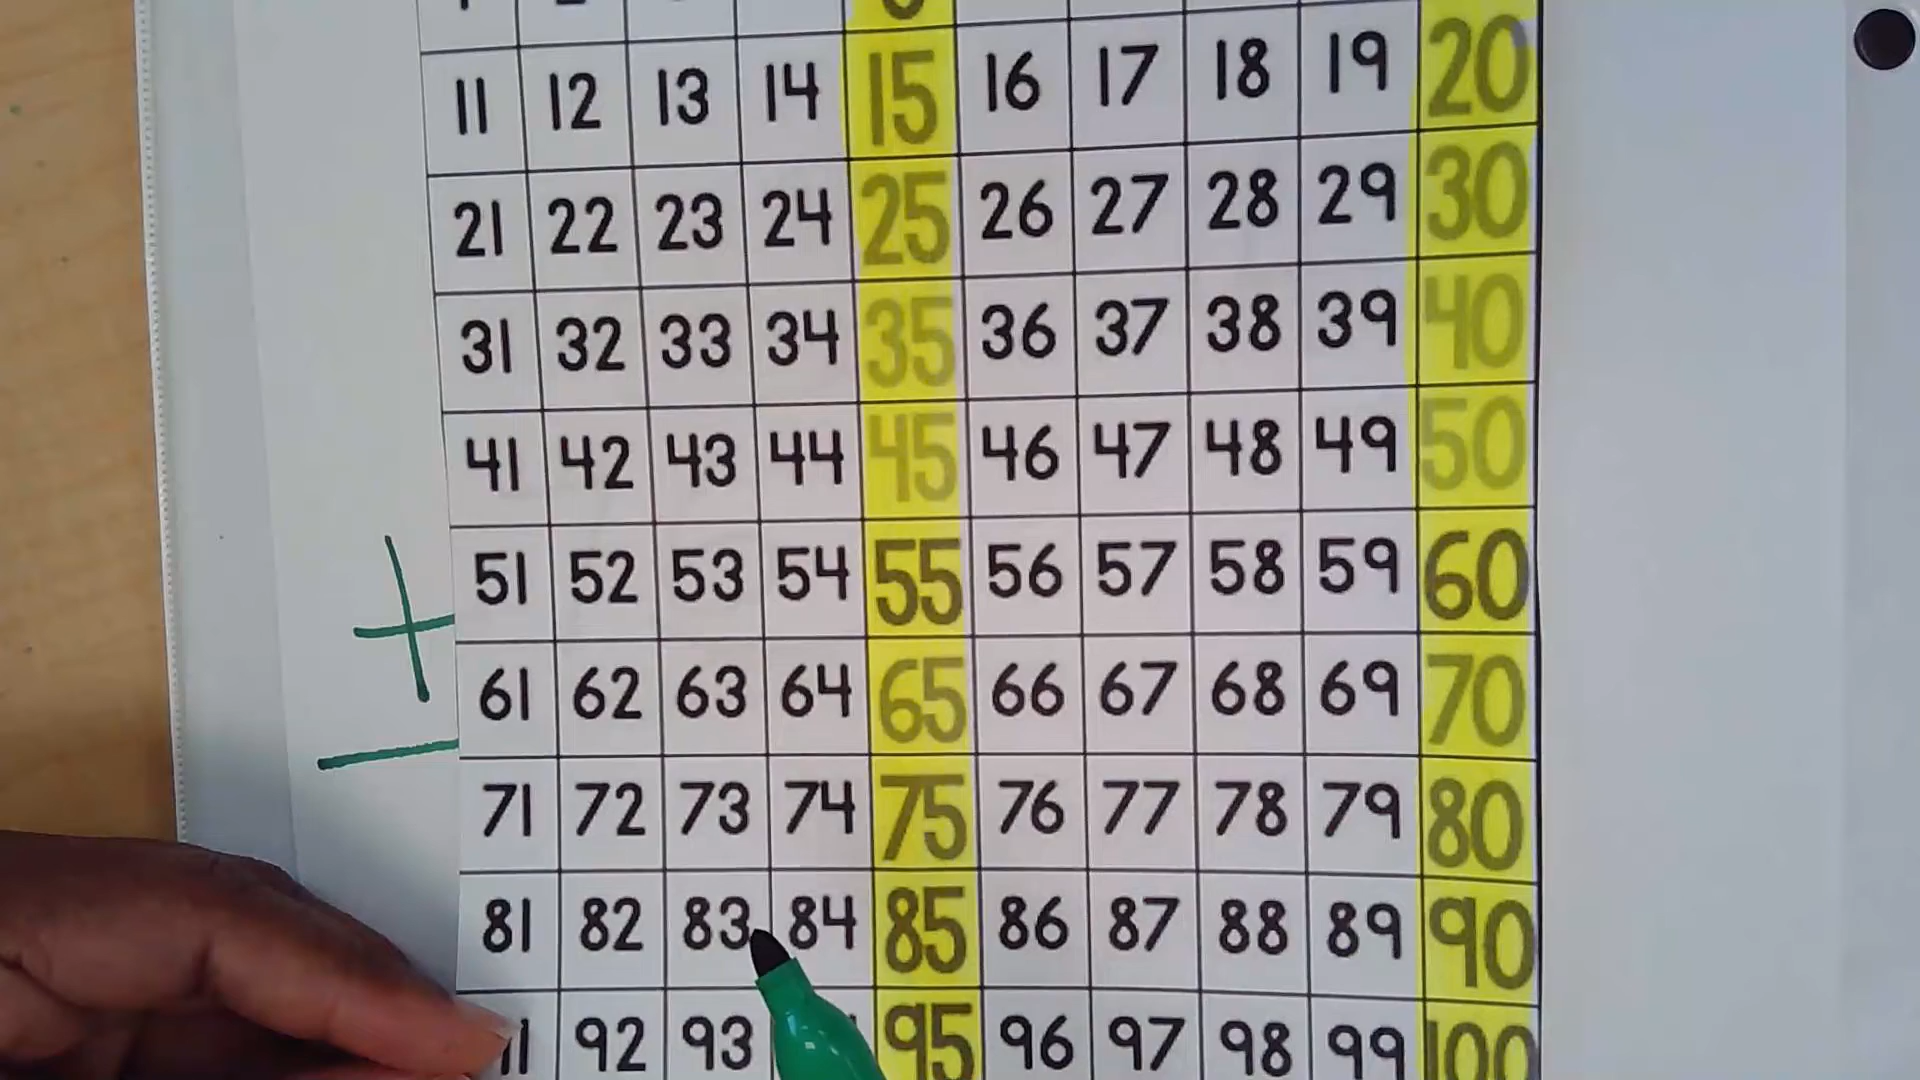 11 12 13 14 15 16 17 18 19 20
21 22 23 24 25 26 27 28 29 30
31 32 33 34 35 36 37 38 39 40
41 42 43 44 45 46 47 48 49 50
51 52 53 54 55 56 57 58 59 60
+
61 62 63 64 65 66 67 68 69 70
71 72 73 74 75 76 77 78 79 80
81 82 83 84 85 86 87 88 89 90
92 93 95 96 97 98 99 100